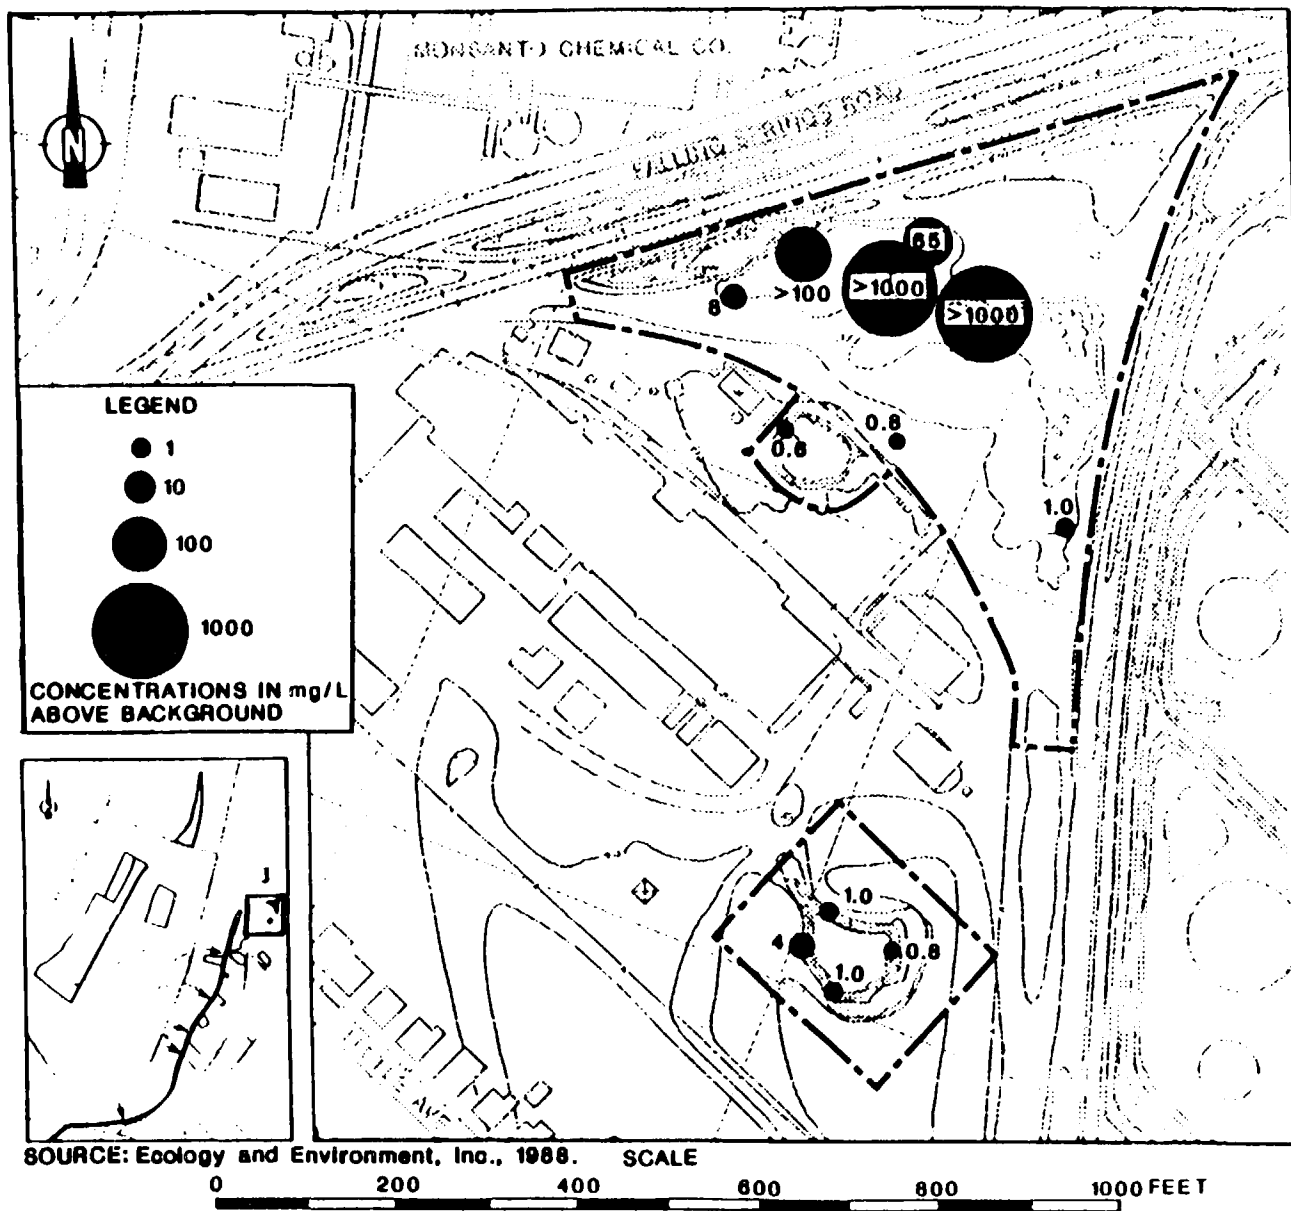 MONSANTO CHEMICAL CO.
N
65
>1000
>100
8
>1000
LEGEND
1
10
100
1000
CONCENTRATIONS IN mg/L
ABOVE BACKGROUND
0.8
0.6
1.0
J
1.0
4
0.8
1.0
AVE
SOURCE: Ecology and Environment, Inc., 1988.
SCALE
0 200 400 600 800 1000 FEET